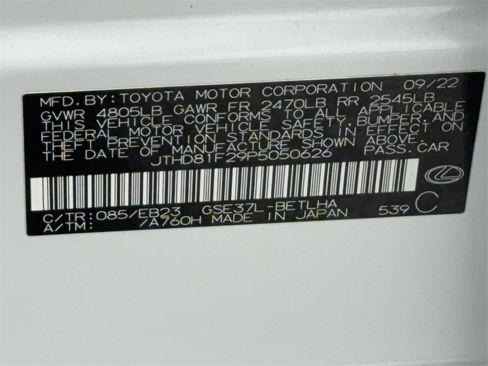 MFD. BY: TOYOTA MOTOR CORPORATION 09/22
GVWR 4805LB GAWR FR 2470LB RR 2545LB
THIS VEHICLE CONFORMS TO ALL APPLICABLE
FEDERAL MOTOR VEHICLE SAFETY, BUMPER, AND
THEFT PREVENTION STANDARDS IN EFFECT ON
THE DATE OF MANUFACTURE SHOWN ABOVE.
JTHD81F29P5050626 PASS. CAR
C/TR: 085/EB23 GSE37L-BETLHA
A/TM: /A760H MADE IN JAPAN 539 C